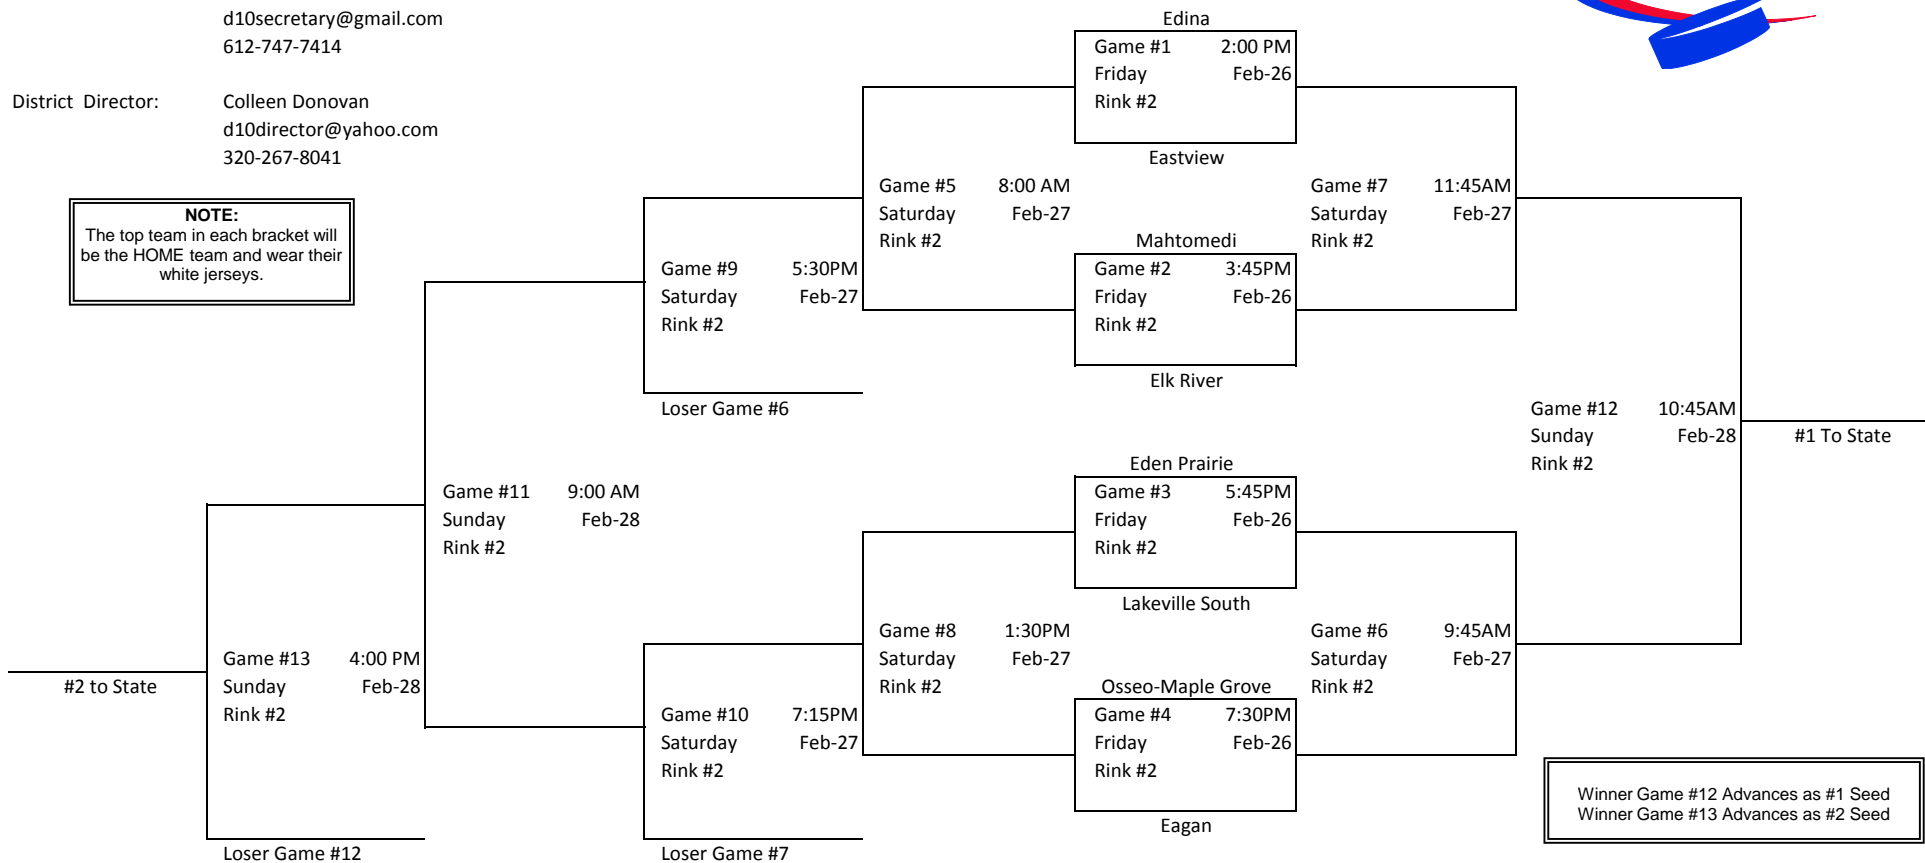 d10secretary@gmail.com
612-747-7414
District Director: Colleen Donovan
d10director@yahoo.com
320-267-8041
NOTE:
The top team in each bracket will
be the HOME team and wear their
white jerseys.
Edina
Game #1 2:00 PM
Friday Feb-26
Rink #2
Eastview
Game #5 8:00 AM
Saturday Feb-27
Rink #2
Game #7 11:45AM
Saturday Feb-27
Rink #2
Mahtomedi
Game #2 3:45PM
Friday Feb-26
Rink #2
Elk River
Game #9 5:30PM
Saturday Feb-27
Rink #2
Loser Game #6
Game #12 10:45AM
Sunday Feb-28
Rink #2
#1 To State
Eden Prairie
Game #3 5:45PM
Friday Feb-26
Rink #2
Lakeville South
Game #11 9:00 AM
Sunday Feb-28
Rink #2
Game #8 1:30PM
Saturday Feb-27
Rink #2
Game #6 9:45AM
Saturday Feb-27
Rink #2
Game #13 4:00 PM
Sunday Feb-28
Rink #2
#2 to State
Osseo-Maple Grove
Game #4 7:30PM
Friday Feb-26
Rink #2
Eagan
Game #10 7:15PM
Saturday Feb-27
Rink #2
Loser Game #12
Loser Game #7
Winner Game #12 Advances as #1 Seed
Winner Game #13 Advances as #2 Seed